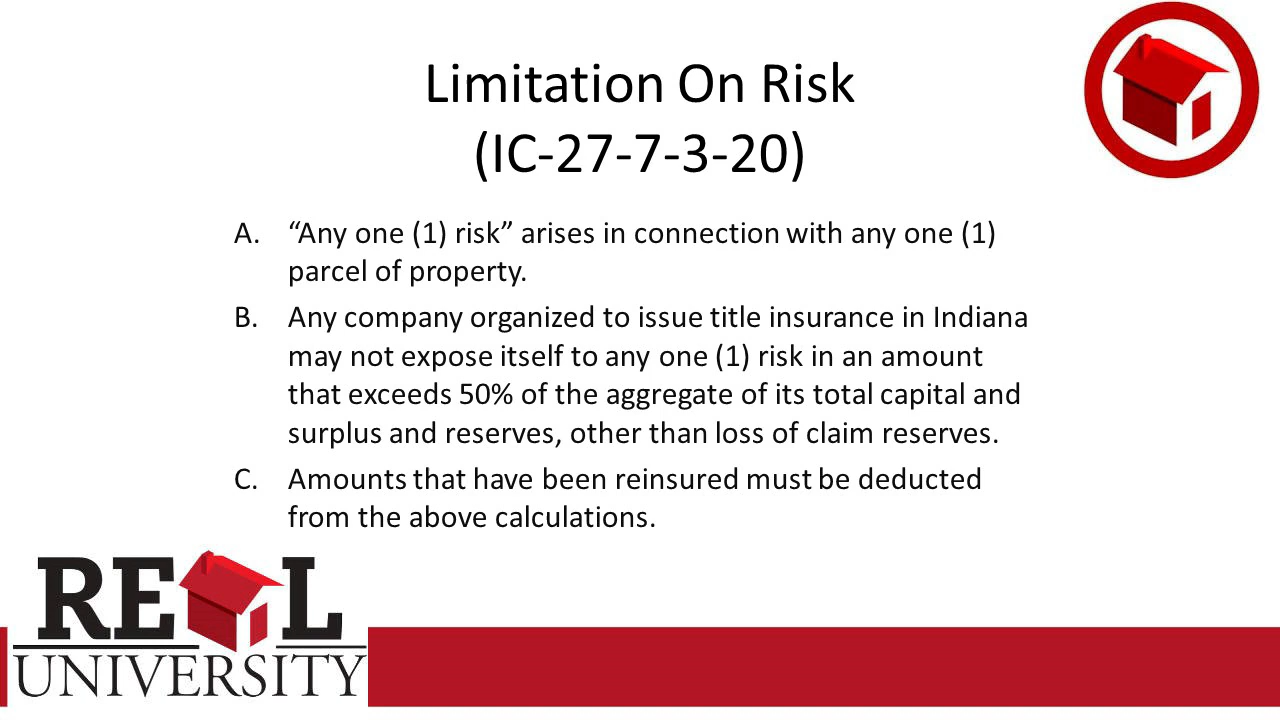 Limitation On Risk
(IC-27-7-3-20)
A. “Any one (1) risk” arises in connection with any one (1)
parcel of property.
B. Any company organized to issue title insurance in Indiana
may not expose itself to any one (1) risk in an amount
that exceeds 50% of the aggregate of its total capital and
surplus and reserves, other than loss of claim reserves.
C. Amounts that have been reinsured must be deducted
from the above calculations.
RE L
UNIVERSITY